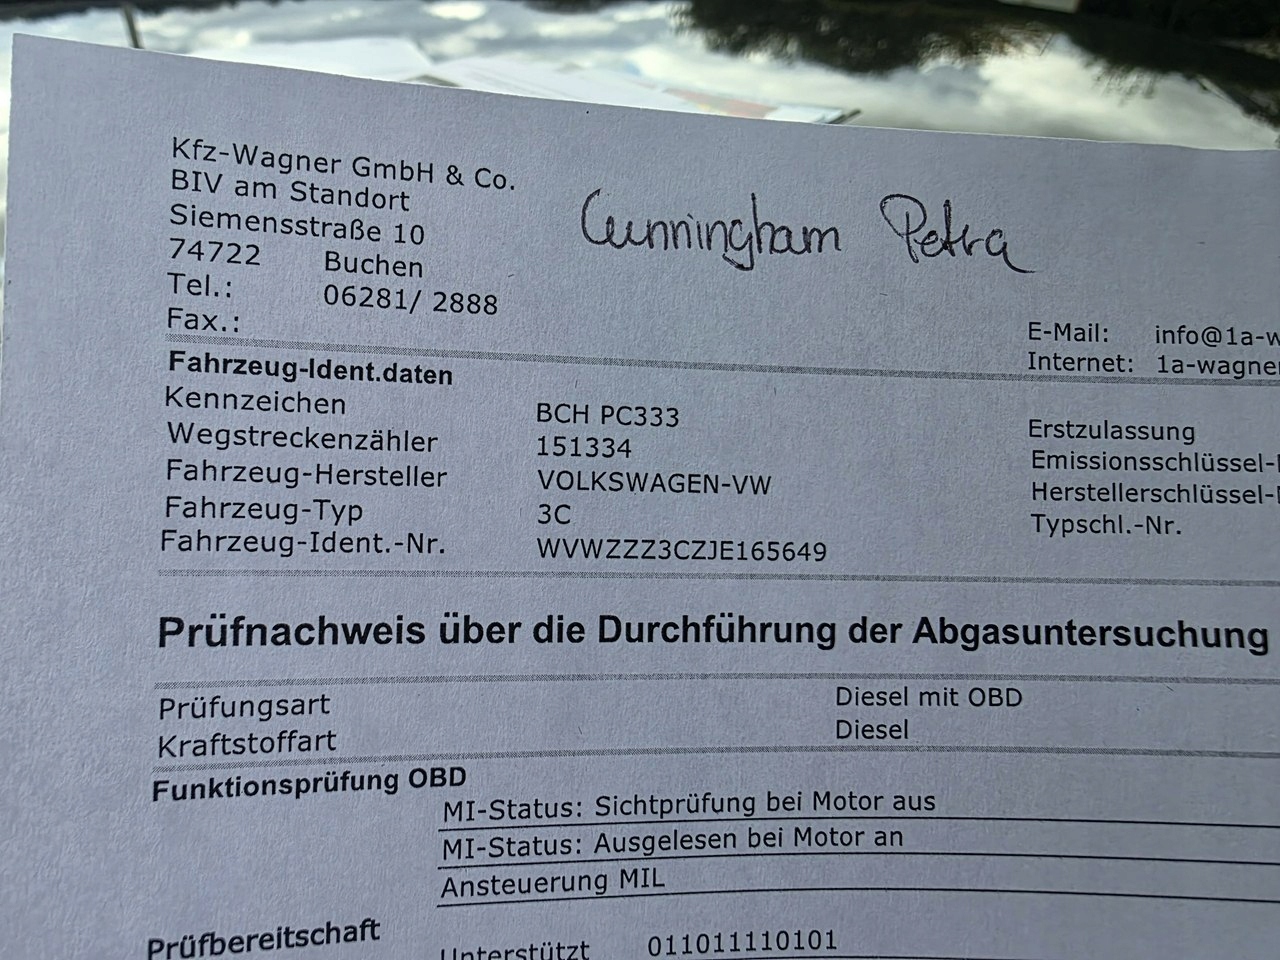 Kfz-Wagner GmbH & Co.
BIV am Standort
Siemensstraße 10
74722 Buchen
Tel.: 06281/ 2888
Fax.:
Cunningham Petra
E-Mail: info@1a-w
Internet: 1a-wagner
Fahrzeug-Ident.daten
Kennzeichen BCH PC333
Wegstreckenzähler 151334
Fahrzeug-Hersteller VOLKSWAGEN-VW
Fahrzeug-Typ 3C
Fahrzeug-Ident.-Nr. WVWZZZ3CZJE165649
Erstzulassung
Emissionsschlüssel-
Herstellerschlüssel-
Typschl.-Nr.
Prüfnachweis über die Durchführung der Abgasuntersuchung
Prüfungsart Diesel mit OBD
Kraftstoffart Diesel
Funktionsprüfung OBD
MI-Status: Sichtprüfung bei Motor aus
MI-Status: Ausgelesen bei Motor an
Ansteuerung MIL
Prüfbereitschaft
Unterstützt 011011110101